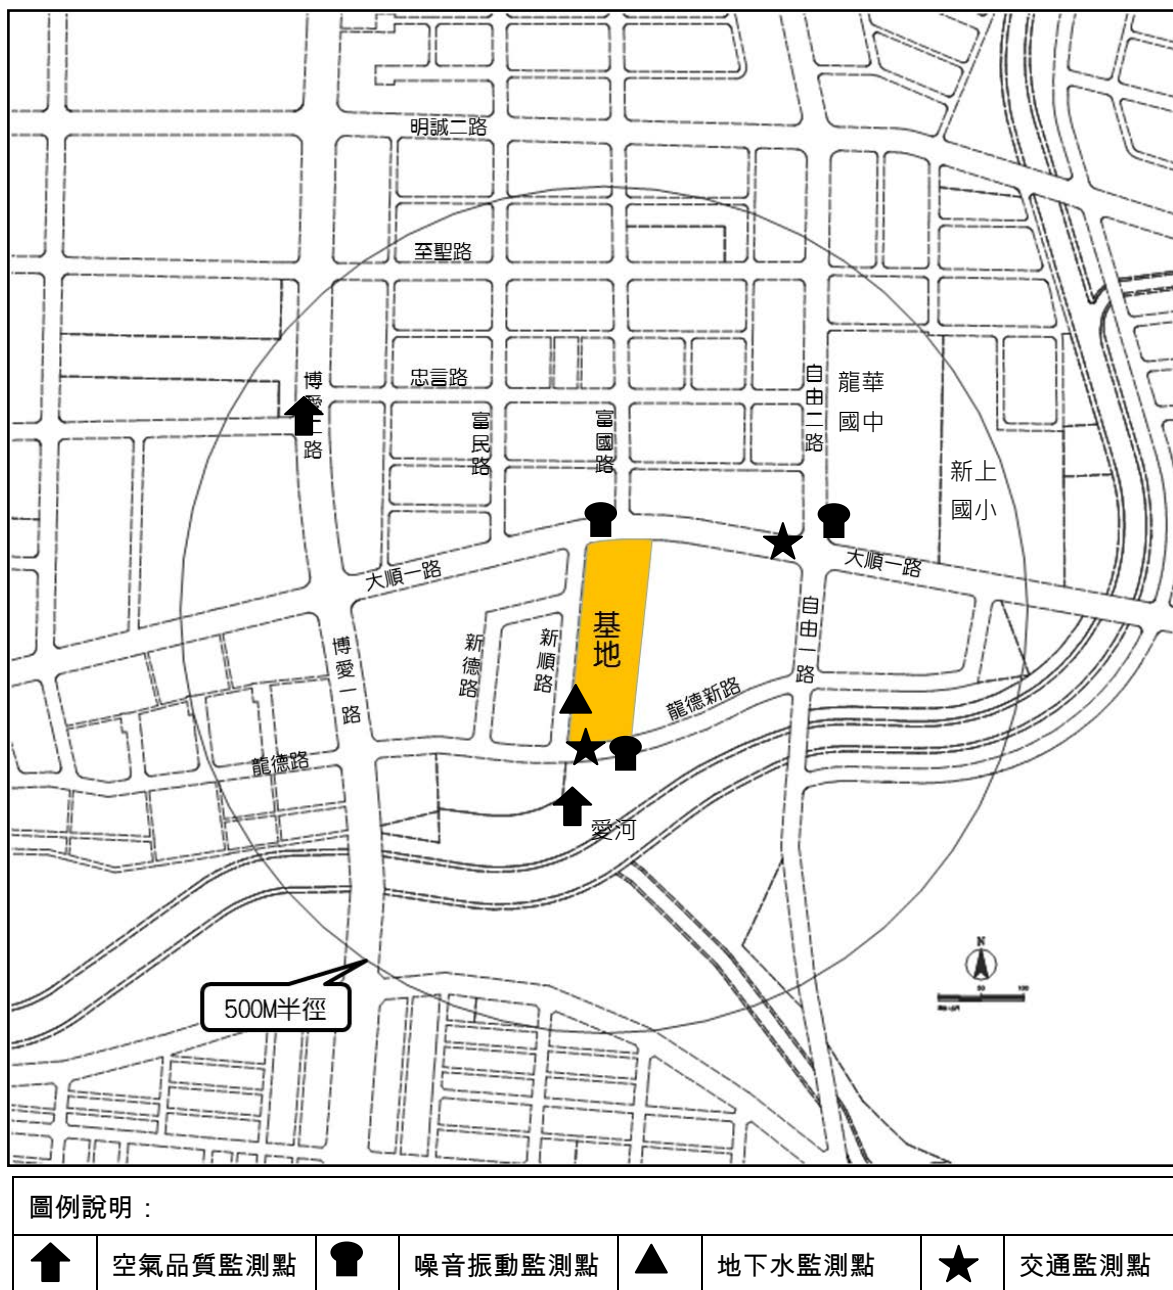 明誠二路
至聖路
忠言路
博愛二路
富民路
富國路
自由二路
龍華
國中
新上
國小
大順一路
大順一路
基地
自由一路
新順路
新德路
博愛一路
龍德新路
龍德路
愛河
N
50
100
500M半徑
圖例說明：
空氣品質監測點
噪音振動監測點
地下水監測點
交通監測點